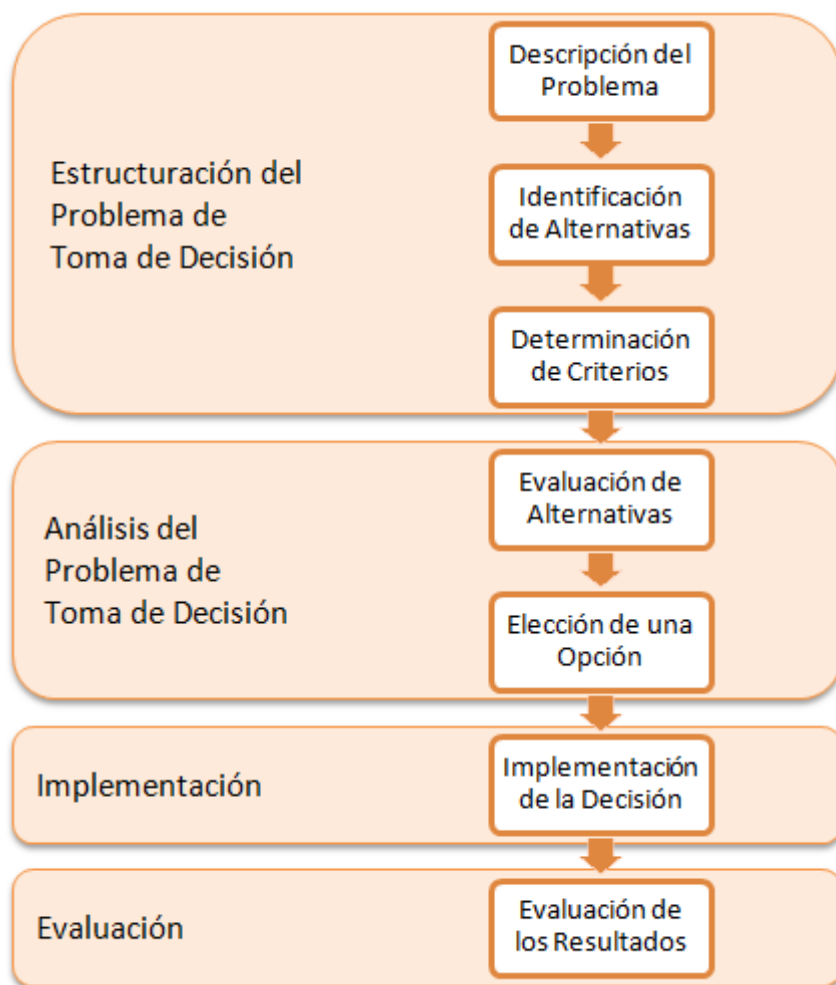 Estructuración del
Problema de
Toma de Decisión
Descripción del
Problema
Identificación
de Alternativas
Determinación
de Criterios
Análisis del
Problema de
Toma de Decisión
Evaluación de
Alternativas
Elección de una
Opción
Implementación
Implementación
de la Decisión
Evaluación
Evaluación de
los Resultados